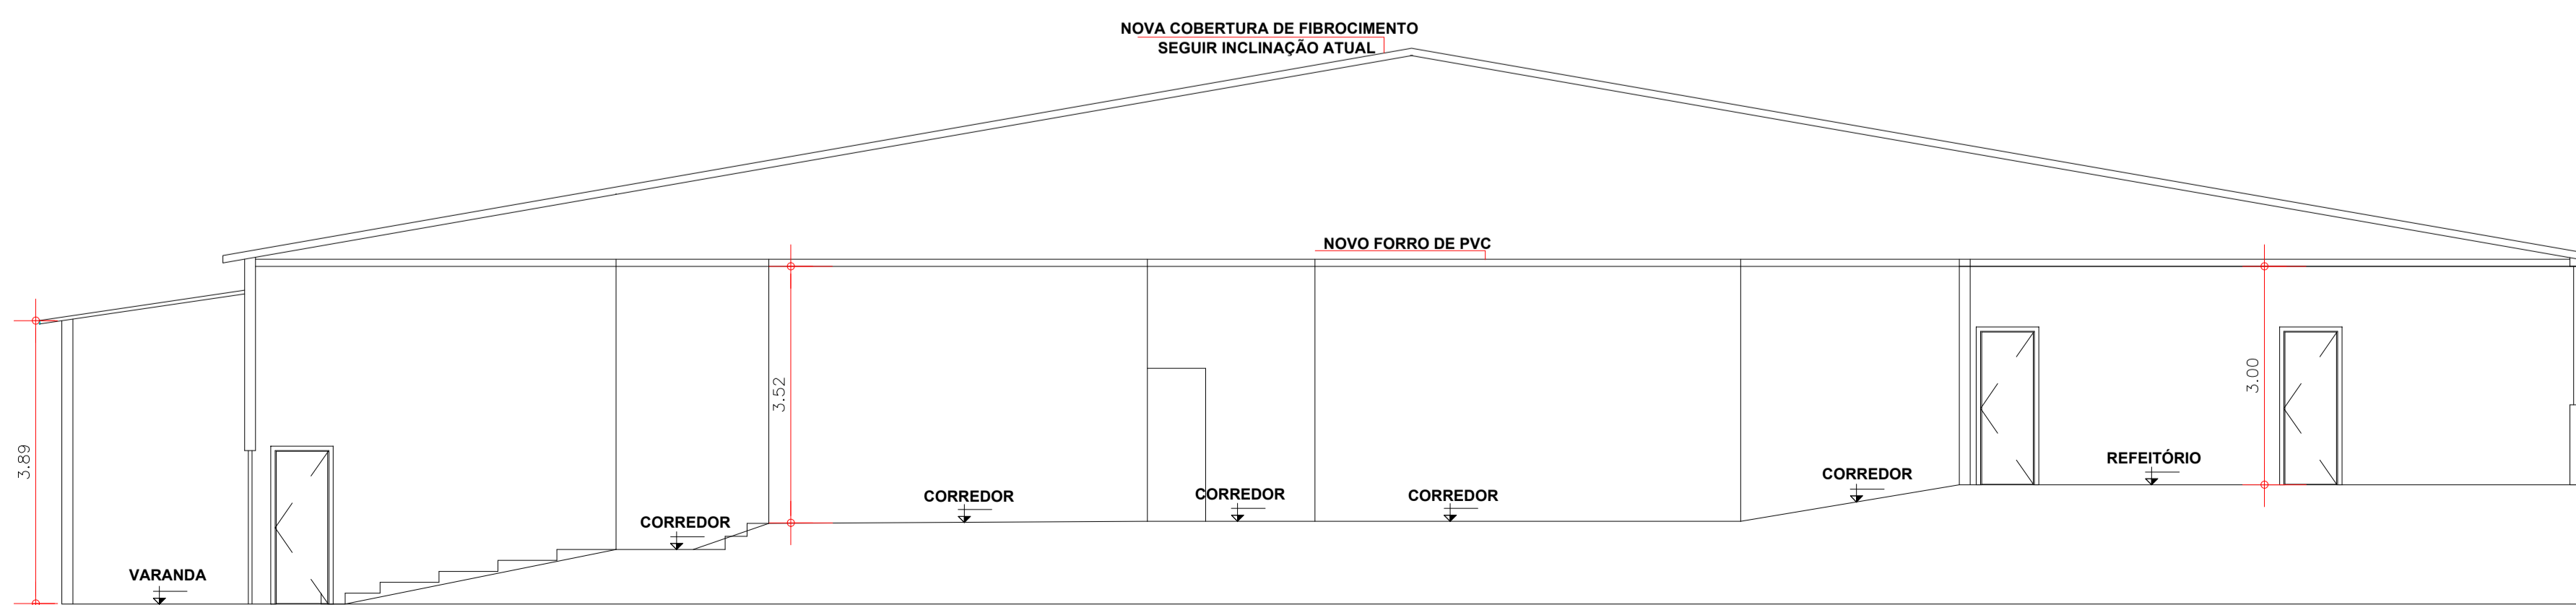 NOVA COBERTURA DE FIBROCIMENTO
SEGUIR INCLINAÇÃO ATUAL
NOVO FORRO DE PVC
3.89
3.52
3.00
VARANDA
CORREDOR
CORREDOR
CORREDOR
CORREDOR
CORREDOR
REFEITÓRIO